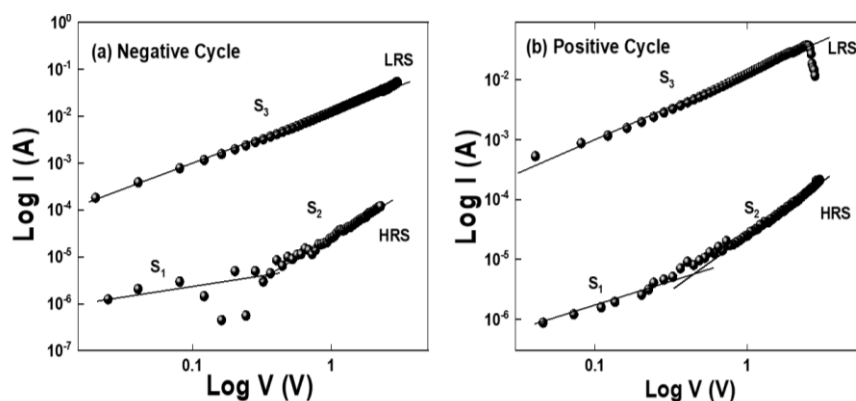 (a) Negative Cycle
LRS
S₃
S₂
HRS
S₁
10⁰
10⁻¹
10⁻²
10⁻³
10⁻⁴
10⁻⁵
10⁻⁶
10⁻⁷
Log I (A)
0.1
1
Log V (V)
(b) Positive Cycle
LRS
S₃
S₂
HRS
S₁
10⁻²
10⁻³
10⁻⁴
10⁻⁵
10⁻⁶
Log I (A)
0.1
1
Log V (V)